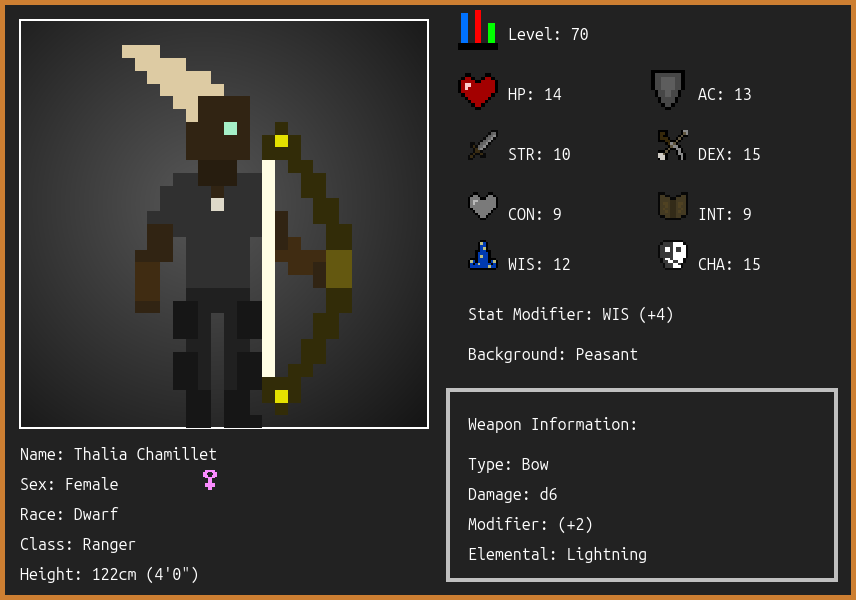 Level: 70
HP: 14
AC: 13
STR: 10
DEX: 15
CON: 9
INT: 9
WIS: 12
CHA: 15
Stat Modifier: WIS (+4)
Background: Peasant
Weapon Information:
Type: Bow
Damage: d6
Modifier: (+2)
Elemental: Lightning
Name: Thalia Chamillet
Sex: Female
Race: Dwarf
Class: Ranger
Height: 122cm (4'0")